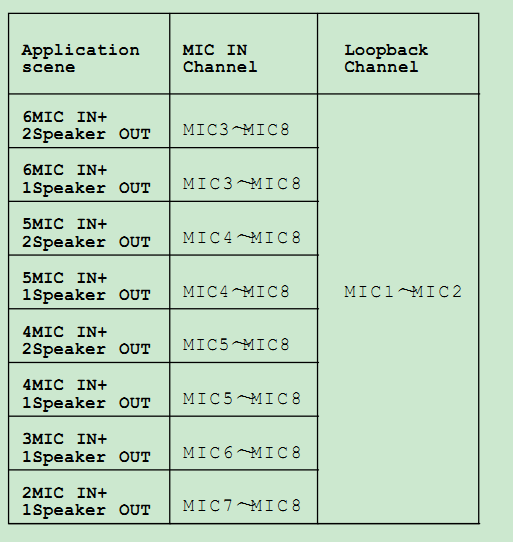 Application scene
MIC IN Channel
Loopback Channel
6MIC IN+
2Speaker OUT
MIC3~MIC8
6MIC IN+
1Speaker OUT
MIC3~MIC8
5MIC IN+
2Speaker OUT
MIC4~MIC8
5MIC IN+
1Speaker OUT
MIC4~MIC8
MIC1~MIC2
4MIC IN+
2Speaker OUT
MIC5~MIC8
4MIC IN+
1Speaker OUT
MIC5~MIC8
3MIC IN+
1Speaker OUT
MIC6~MIC8
2MIC IN+
1Speaker OUT
MIC7~MIC8